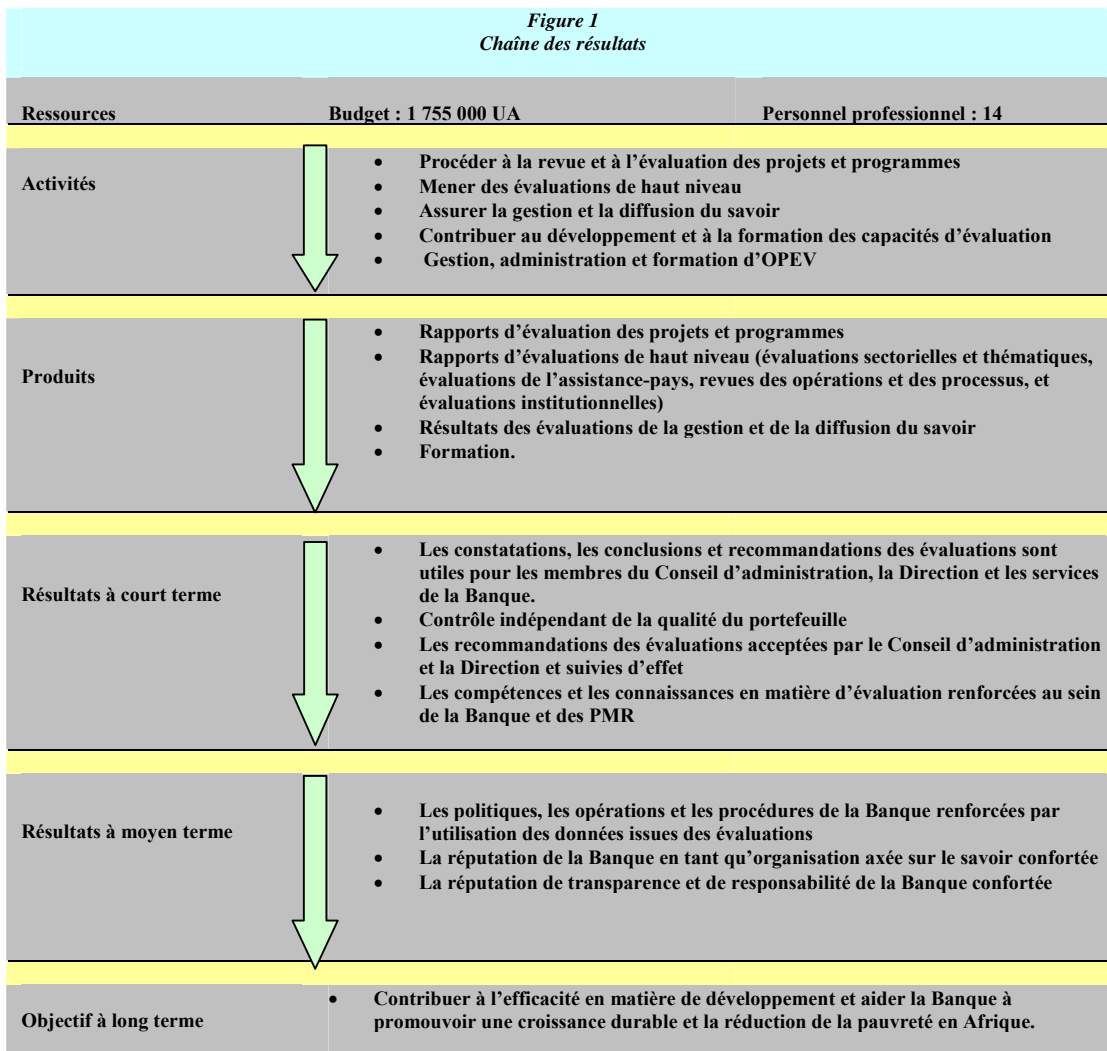 Figure 1
Chaîne des résultats
Ressources Budget : 1 755 000 UA Personnel professionnel : 14
Activités
• Procéder à la revue et à l’évaluation des projets et programmes
• Mener des évaluations de haut niveau
• Assurer la gestion et la diffusion du savoir
• Contribuer au développement et à la formation des capacités d’évaluation
• Gestion, administration et formation d’OPEV
Produits
• Rapports d’évaluation des projets et programmes
• Rapports d’évaluations de haut niveau (évaluations sectorielles et thématiques,
évaluations de l’assistance-pays, revues des opérations et des processus, et
évaluations institutionnelles)
• Résultats des évaluations de la gestion et de la diffusion du savoir
• Formation.
Résultats à court terme
• Les constatations, les conclusions et recommandations des évaluations sont
utiles pour les membres du Conseil d’administration, la Direction et les services
de la Banque.
• Contrôle indépendant de la qualité du portefeuille
• Les recommandations des évaluations acceptées par le Conseil d’administration
et la Direction et suivies d’effet
• Les compétences et les connaissances en matière d’évaluation renforcées au sein
de la Banque et des PMR
Résultats à moyen terme
• Les politiques, les opérations et les procédures de la Banque renforcées par
l’utilisation des données issues des évaluations
• La réputation de la Banque en tant qu’organisation axée sur le savoir confortée
• La réputation de transparence et de responsabilité de la Banque confortée
Objectif à long terme
• Contribuer à l’efficacité en matière de développement et aider la Banque à
promouvoir une croissance durable et la réduction de la pauvreté en Afrique.